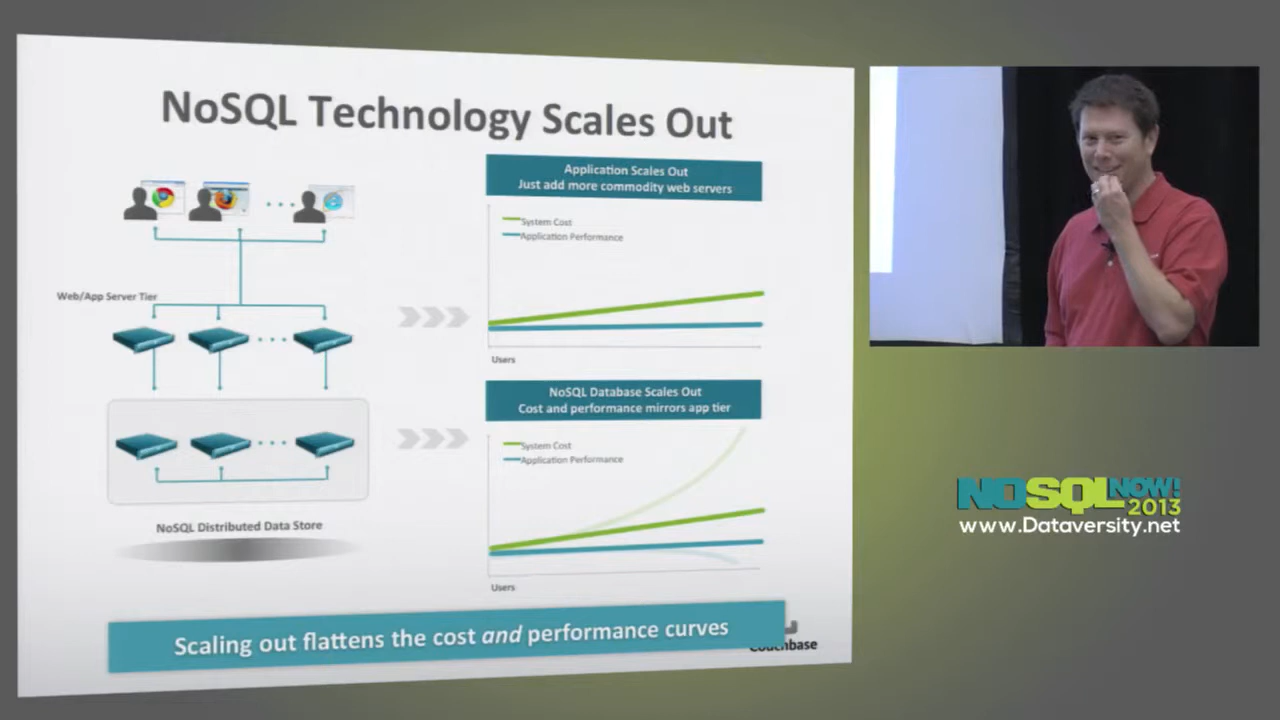 NoSQL Technology Scales Out
Application Scales Out
Just add more commodity web servers
System Cost
Application Performance
Web/App Server Tier
Users
NoSQL Database Scales Out
Cost and performance mirrors app tier
System Cost
Application Performance
NoSQL Distributed Data Store
Users
Scaling out flattens the cost and performance curves
Couchbase
NOSQL NOW!
2013
www.Dataversity.net